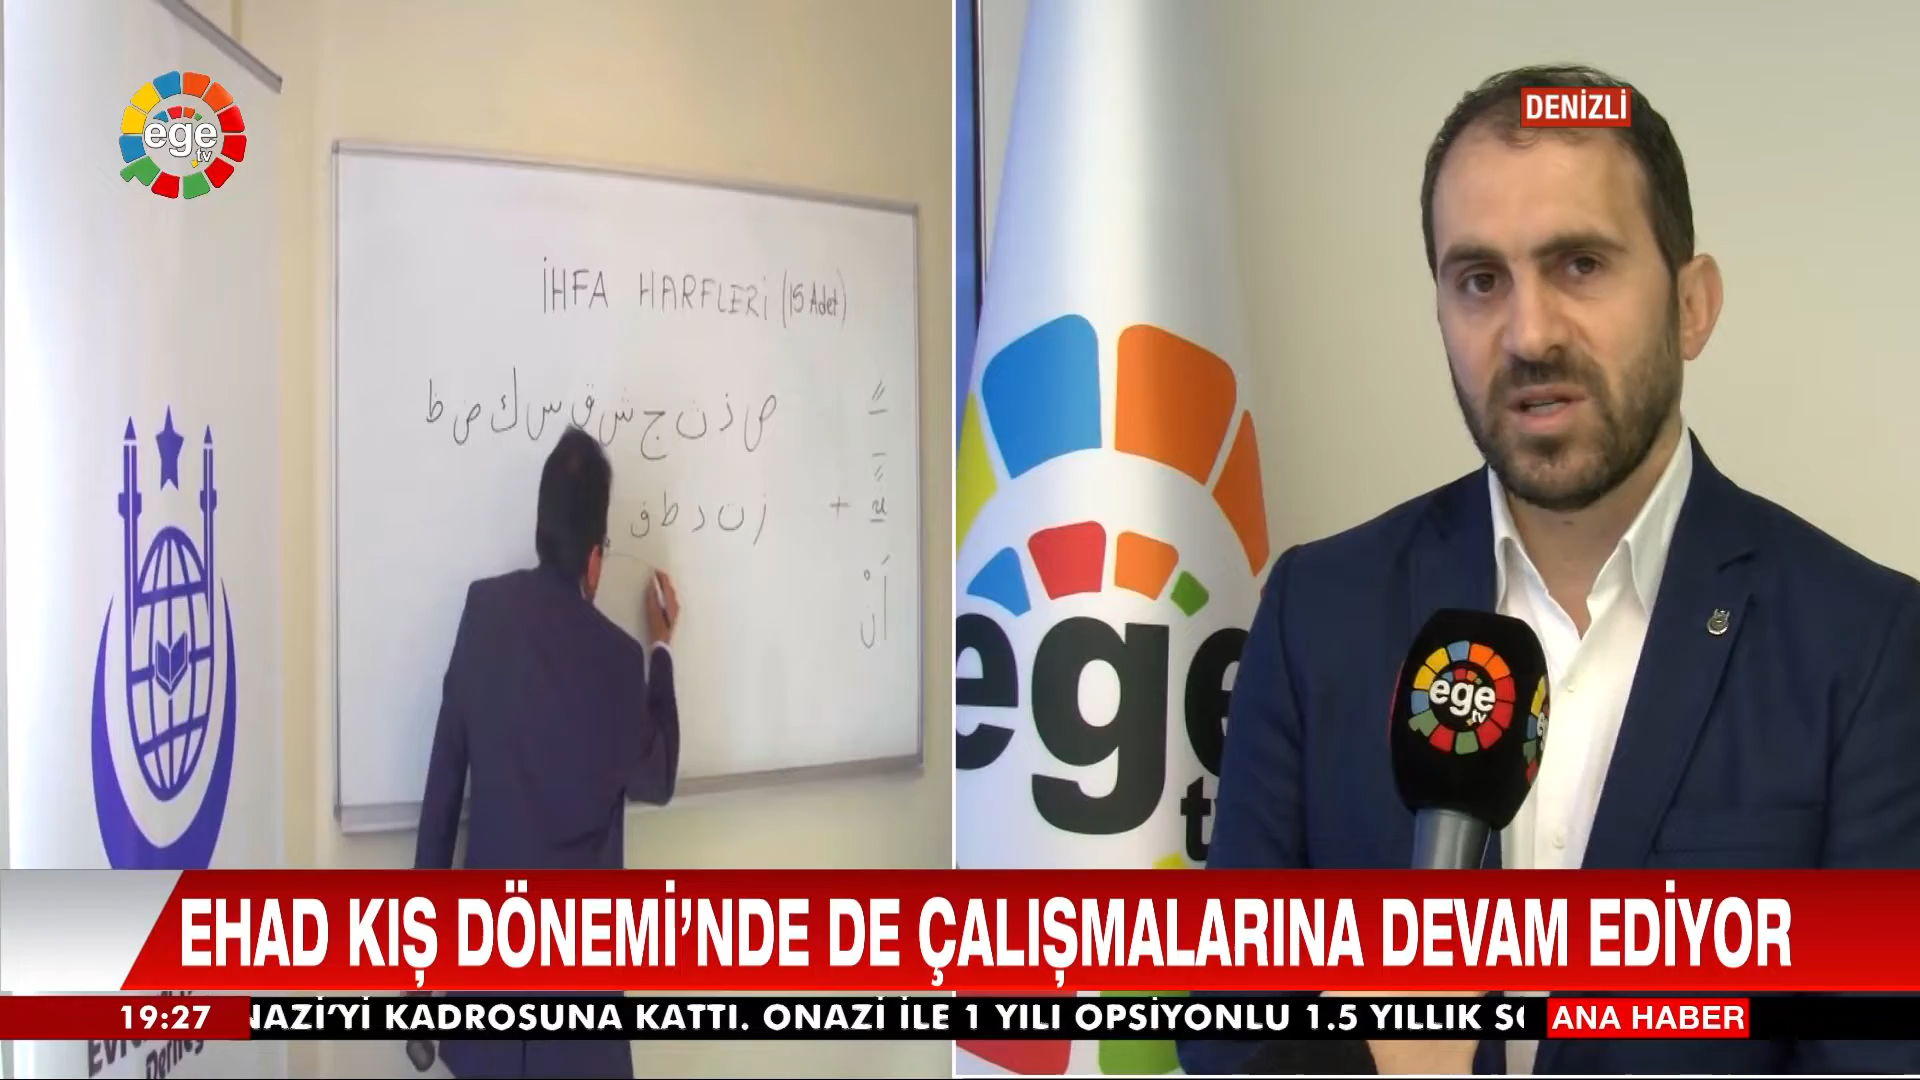 ege
tv
DENİZLİ
İHFA HARFLERİ (15 Adet)
ص ذ ث ج ش ق س ك ض ظ
ز ت د ط ف
+
أنْ
ege
tv
ege
tv
EHAD KIŞ DÖNEMİ’NDE DE ÇALIŞMALARINA DEVAM EDİYOR
19:27
NAZİ’Yİ KADROSUNA KATTI. ONAZİ İLE 1 YILI OPSİYONLU 1.5 YILLIK
ANA HABER